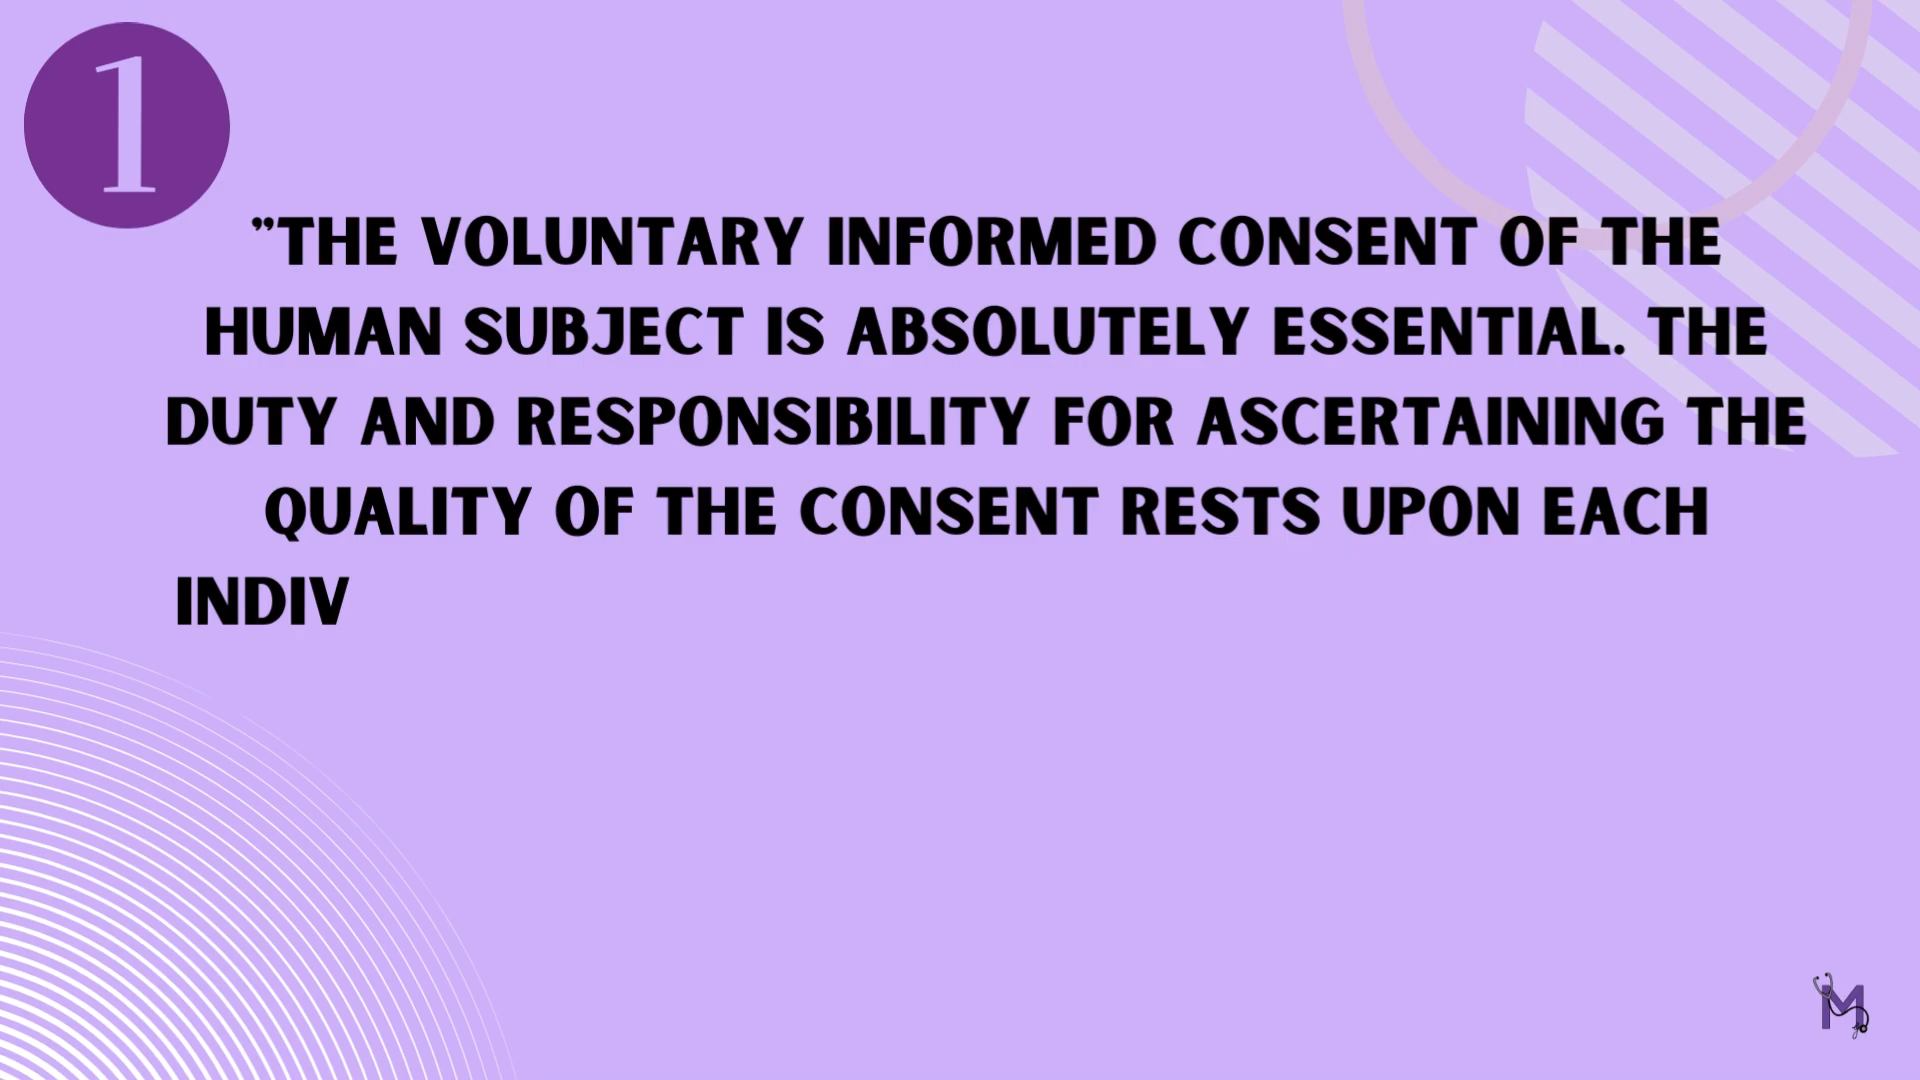 1
"THE VOLUNTARY INFORMED CONSENT OF THE
HUMAN SUBJECT IS ABSOLUTELY ESSENTIAL. THE
DUTY AND RESPONSIBILITY FOR ASCERTAINING THE
QUALITY OF THE CONSENT RESTS UPON EACH
INDIV
M